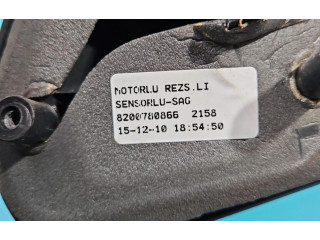 MOTORLU REZS.LI
SENSORLU-SAG
8200780866 2158
15-12-10 18:54:50